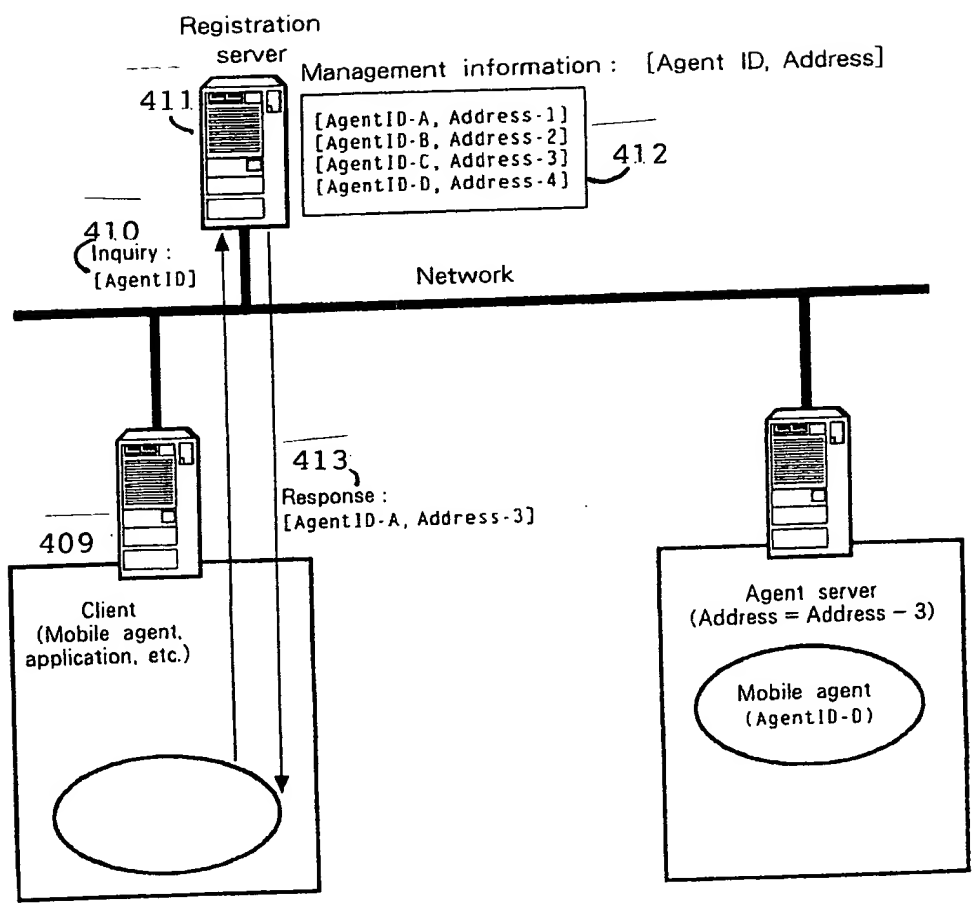 Registration
server
Management information : [Agent ID, Address]
411
[AgentID-A, Address-1]
[AgentID-B, Address-2]
[AgentID-C, Address-3]
[AgentID-D, Address-4]
412
410
Inquiry :
[AgentID]
Network
413
Response :
[AgentID-A, Address-3]
409
Client
(Mobile agent,
application, etc.)
Agent server
(Address = Address – 3)
Mobile agent
(AgentID-D)